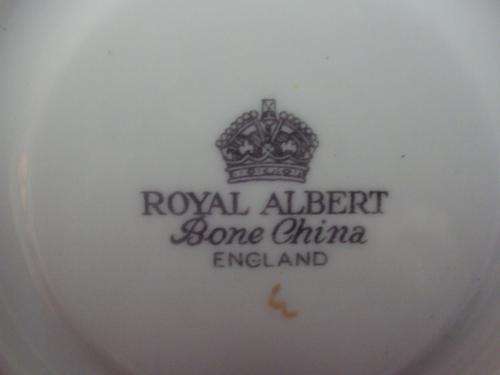 ROYAL ALBERT
Bone China
ENGLAND